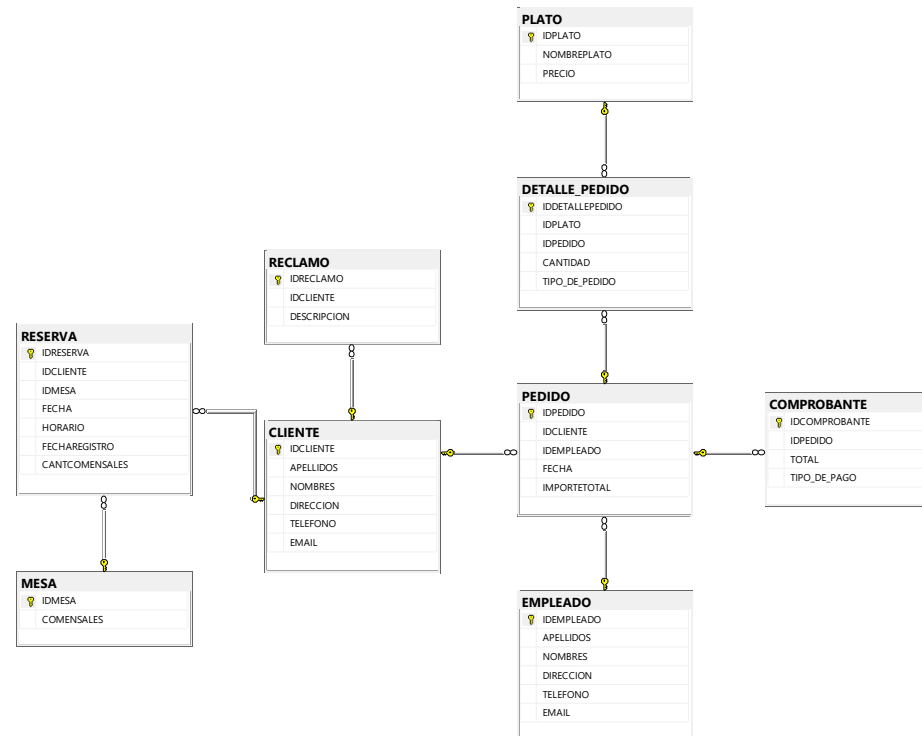 PLATO
IDPLATO
NOMBREPLATO
PRECIO
DETALLE_PEDIDO
IDDETALLEPEDIDO
IDPLATO
IDPEDIDO
CANTIDAD
TIPO_DE_PEDIDO
RECLAMO
IDRECLAMO
IDCLIENTE
DESCRIPCION
RESERVA
IDRESERVA
IDCLIENTE
IDMESA
FECHA
HORARIO
FECHAREGISTRO
CANTCOMENSALES
CLIENTE
IDCLIENTE
APELLIDOS
NOMBRES
DIRECCION
TELEFONO
EMAIL
PEDIDO
IDPEDIDO
IDCLIENTE
IDEMPLEADO
FECHA
IMPORTETOTAL
COMPROBANTE
IDCOMPROBANTE
IDPEDIDO
TOTAL
TIPO_DE_PAGO
MESA
IDMESA
COMENSALES
EMPLEADO
IDEMPLEADO
APELLIDOS
NOMBRES
DIRECCION
TELEFONO
EMAIL